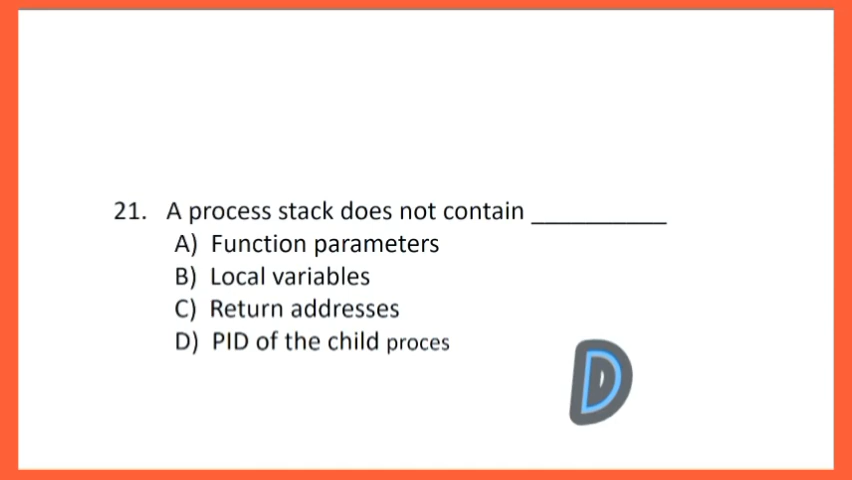 21. A process stack does not contain __________
A) Function parameters
B) Local variables
C) Return addresses
D) PID of the child proces
D